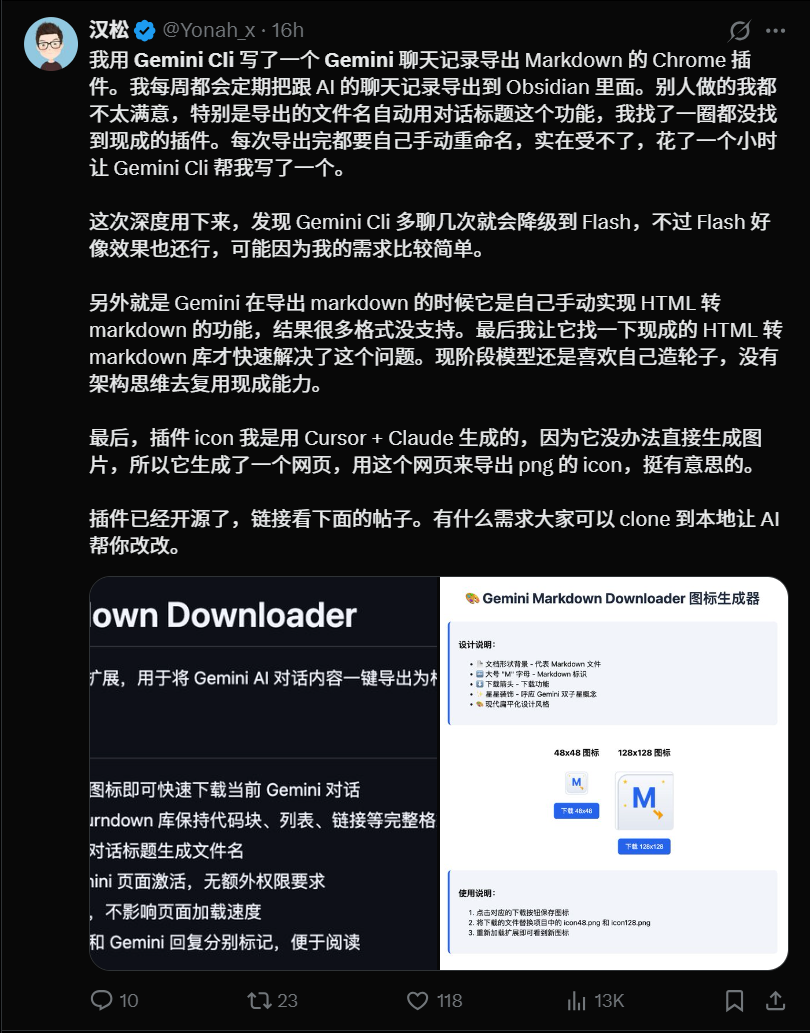 汉松 @Yonah_x · 16h
我用 Gemini Cli 写了一个 Gemini 聊天记录导出 Markdown 的 Chrome 插
件。我每周都会定期把跟 AI 的聊天记录导出到 Obsidian 里面。别人做的我都
不太满意，特别是导出的文件名自动用对话标题这个功能，我找了一圈都没找
到现成的插件。每次导出完都要自己手动重命名，实在受不了，花了一个小时
让 Gemini Cli 帮我写了一个。
这次深度用下来，发现 Gemini Cli 多聊几次就会降级到 Flash，不过 Flash 好
像效果也还行，可能因为我的需求比较简单。
另外就是 Gemini 在导出 markdown 的时候它是自己手动实现 HTML 转
markdown 的功能，结果很多格式没支持。最后我让它找一下现成的 HTML 转
markdown 库才快速解决了这个问题。现阶段模型还是喜欢自己造轮子，没有
架构思维去复用现成能力。
最后，插件 icon 我是用 Cursor + Claude 生成的，因为它没办法直接生成图
片，所以它生成了一个网页，用这个网页来导出 png 的 icon，挺有意思的。
插件已经开源了，链接看下面的帖子。有什么需求大家可以 clone 到本地让 AI
帮你改改。
own Downloader
扩展，用于将 Gemini AI 对话内容一键导出为
图标即可快速下载当前 Gemini 对话
urndown 库保持代码块、列表、链接等完整格
对话标题生成文件名
ini 页面激活，无额外权限要求
，不影响页面加载速度
和 Gemini 回复分别标记，便于阅读
🎨 Gemini Markdown Downloader 图标生成器
设计说明：
• 📄 文档形状背景 - 代表 Markdown 文件
• 🔤 大号 "M" 字母 - Markdown 标识
• ⬇️ 下载箭头 - 下载功能
• ✨ 星星装饰 - 呼应 Gemini 双子星概念
• 🎨 现代扁平化设计风格
48x48 图标
128x128 图标
M
M
下载 48x48
下载 128x128
使用说明：
1. 点击对应的下载按钮保存图标
2. 将下载的文件替换项目中的 icon48.png 和 icon128.png
3. 重新加载扩展即可看到新图标
10 23 118 13K